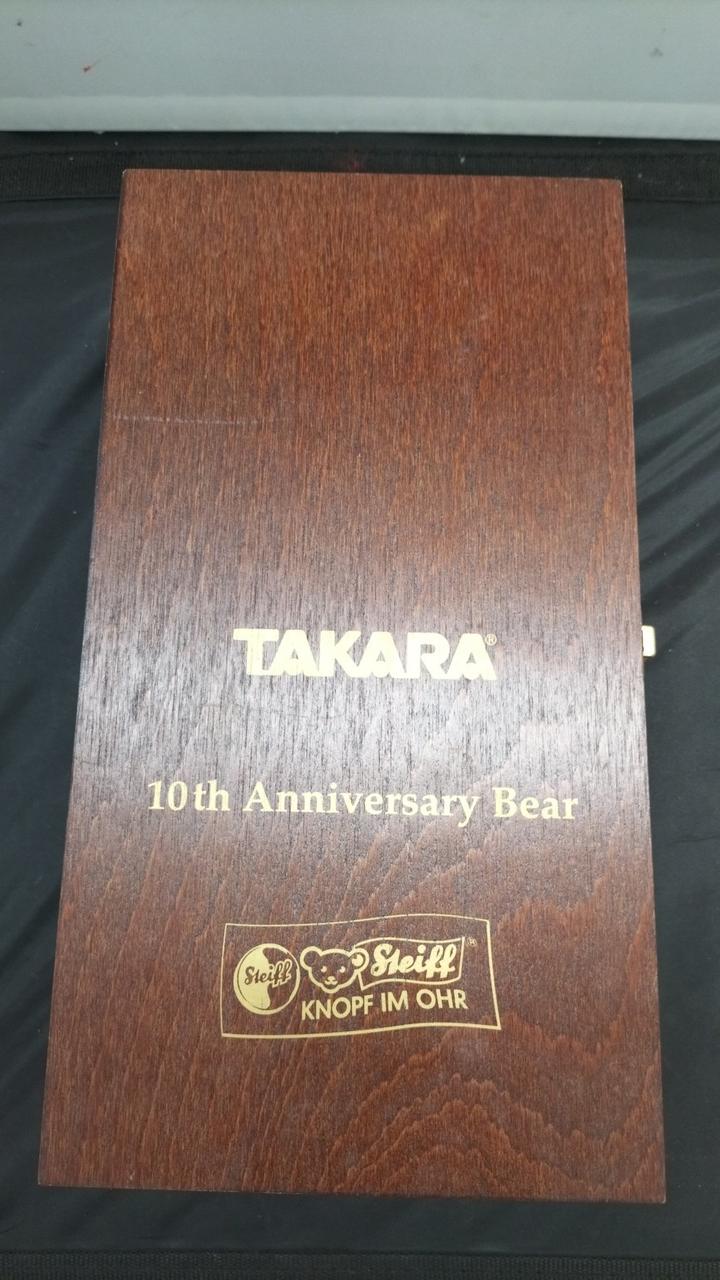 TAKARA®
10th Anniversary Bear
Steiff Steiff®
KNOPF IM OHR